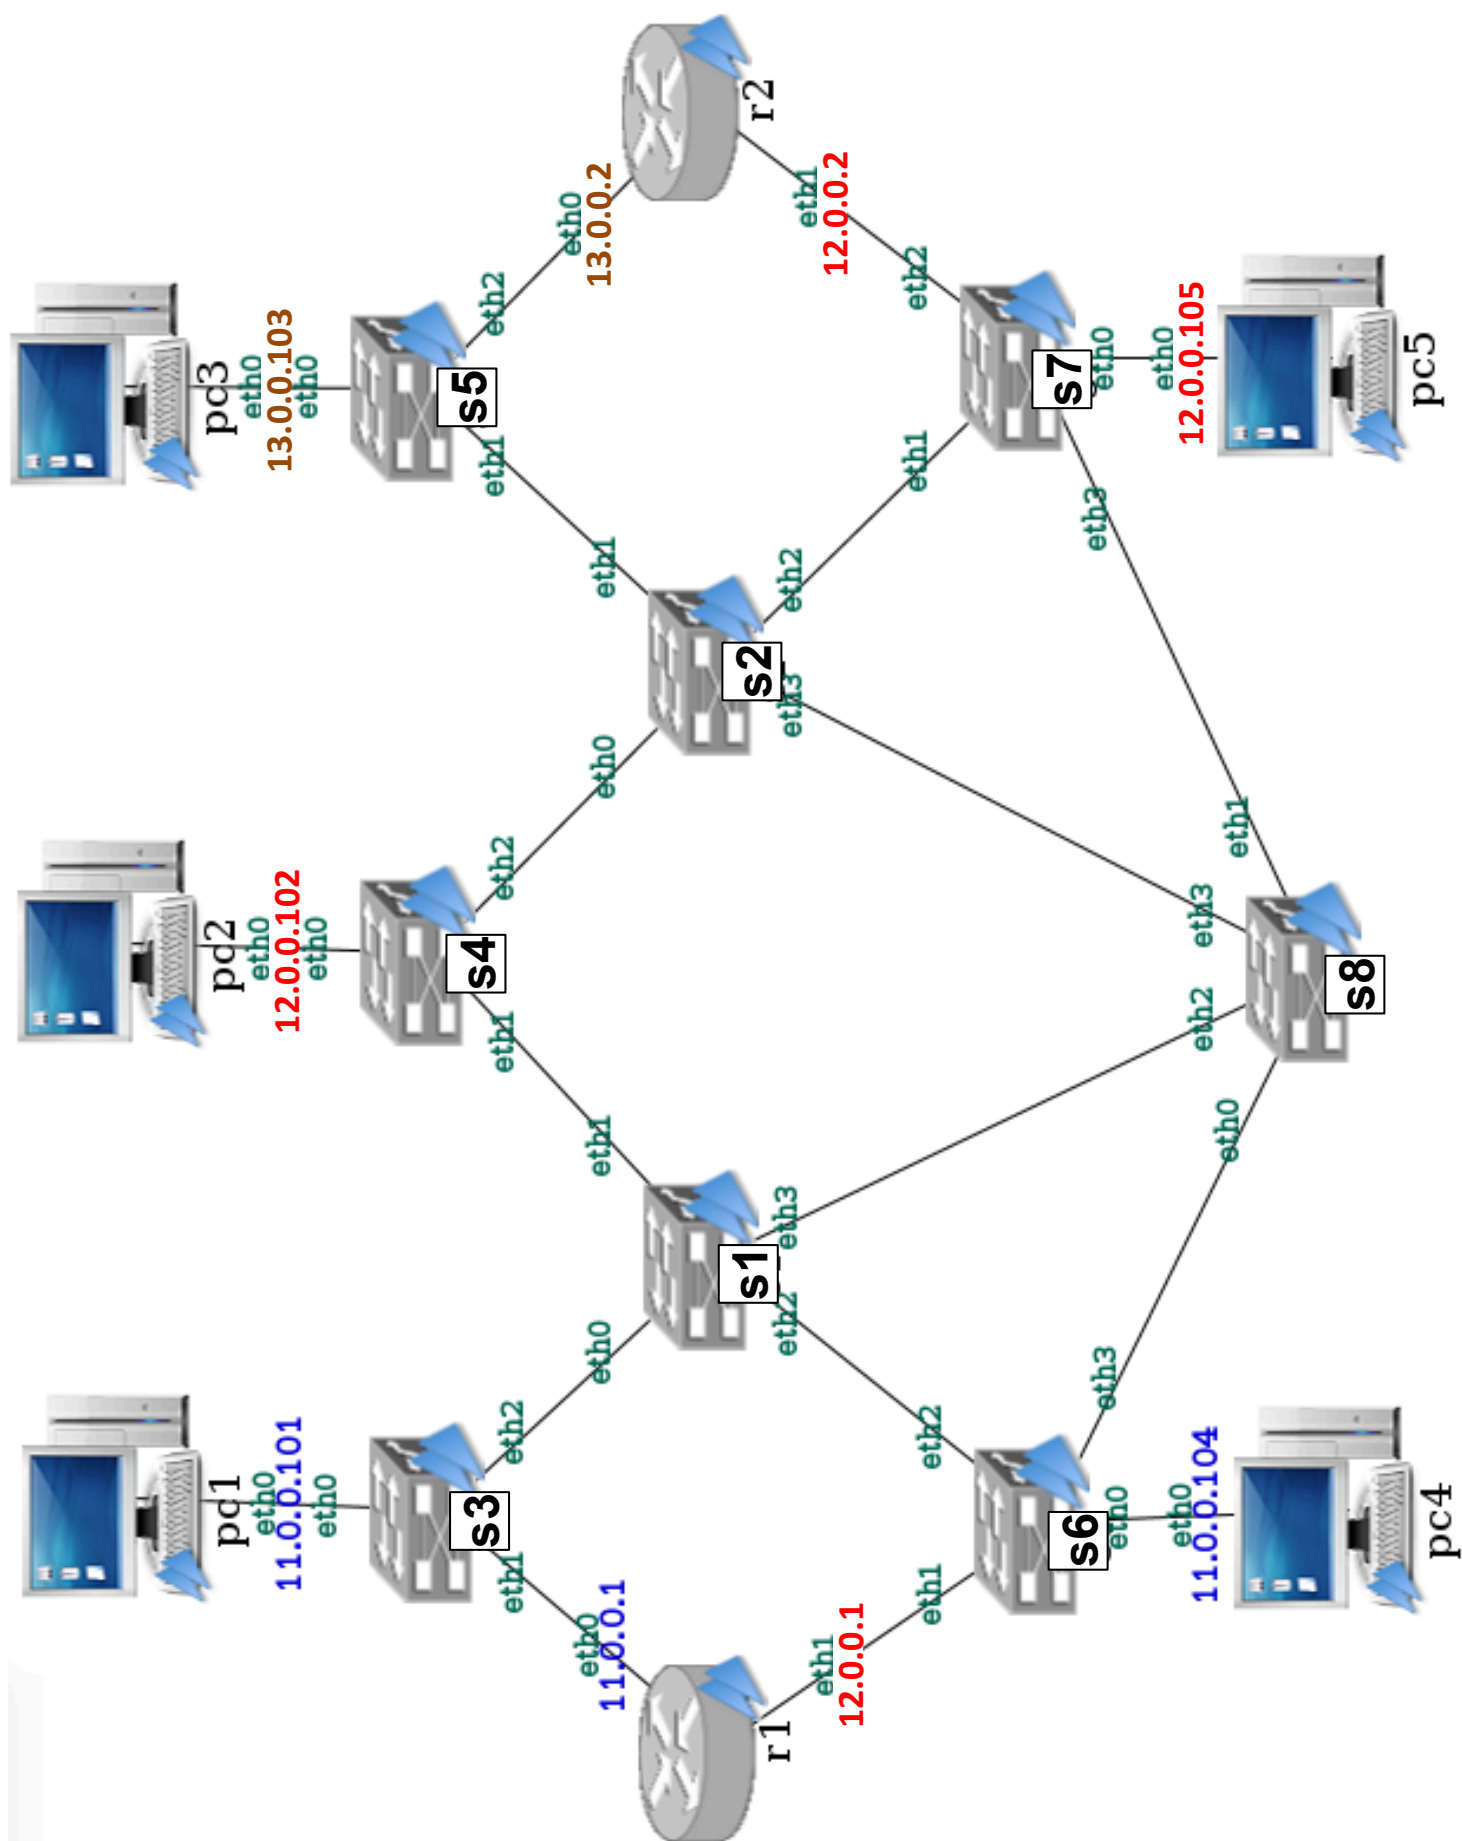 pc1
eth0
11.0.0.101
eth0
pc2
eth0
12.0.0.102
eth0
pc3
eth0
13.0.0.103
eth0
s3
eth1
eth2
s4
eth1
eth2
s5
eth1
eth2
eth0
11.0.0.1
eth0
eth1
eth0
eth1
eth0
13.0.0.2
r1
s1
s2
r2
eth1
12.0.0.1
eth2
eth3
eth3
eth2
eth1
12.0.0.2
eth1
eth2
eth1
eth2
s6
eth3
eth0
s7
eth3
eth0
eth0
11.0.0.104
pc4
eth0
12.0.0.105
pc5
eth0
eth2
eth3
eth1
s8